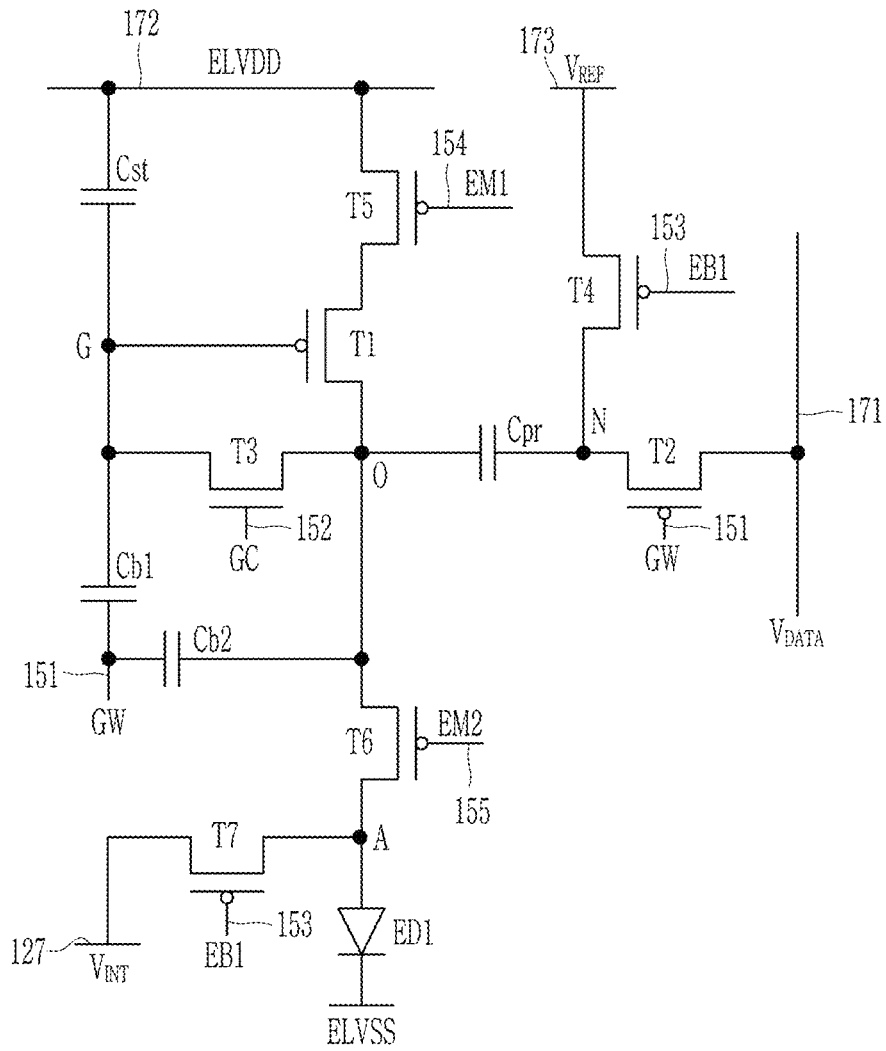 172
ELVDD
173
VREF
Cst
154
EM1
T5
153
EB1
T4
G
T1
171
T3
O
Cpr
N
T2
152
GC
151
GW
Cb1
Cb2
VDATA
151
GW
T6
EM2
155
T7
A
127
VINT
153
EB1
ED1
ELVSS